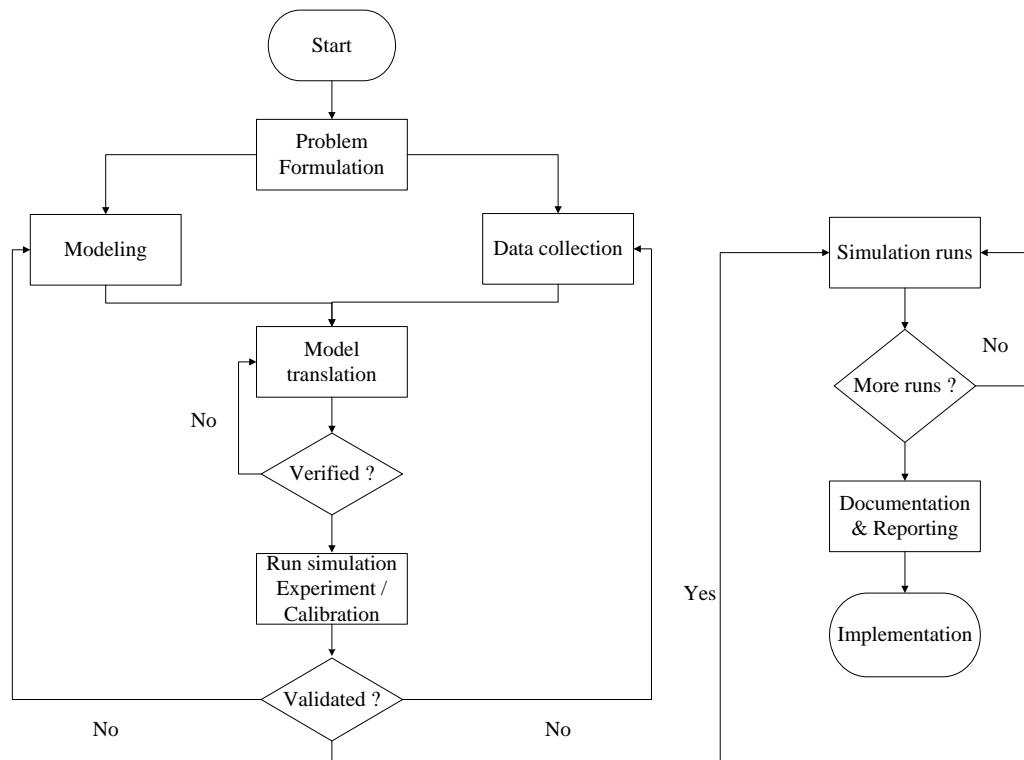 Start
Problem
Formulation
Modeling
Data collection
Model
translation
No
Verified ?
Run simulation
Experiment /
Calibration
Validated ?
No
No
Yes
Simulation runs
No
More runs ?
Documentation
& Reporting
Implementation